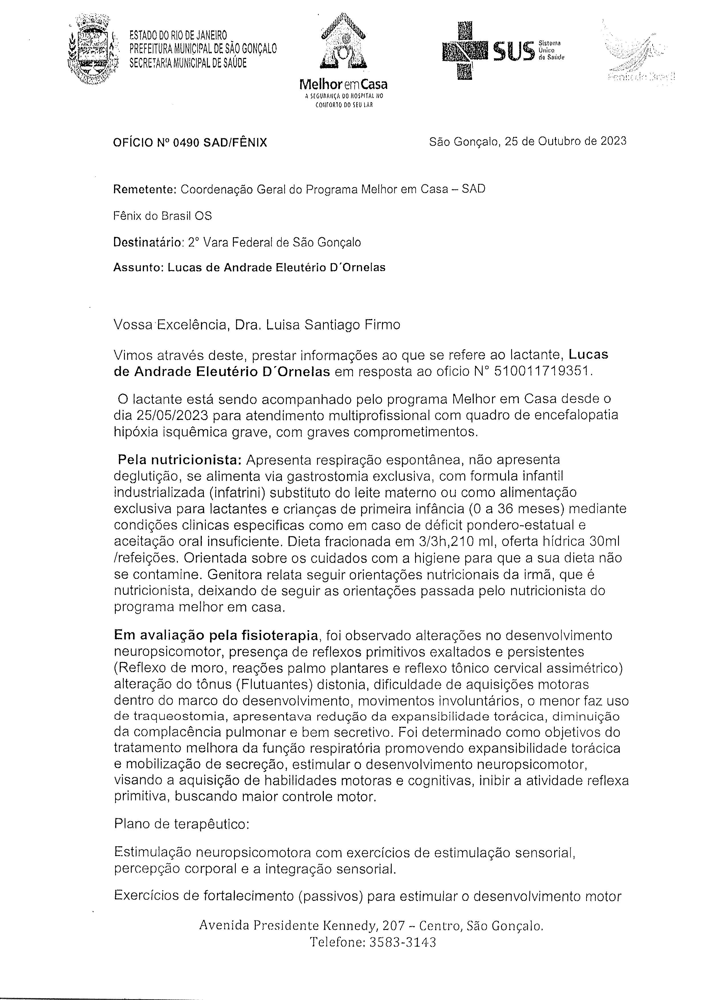 ESTADO DO RIO DE JANEIRO
PREFEITURA MUNICIPAL DE SÃO GONÇALO
SECRETARIA MUNICIPAL DE SAÚDE
Melhor em Casa
A SEGURANÇA DO HOSPITAL NO
CONFORTO DO SEU LAR
SUS
Sistema
Único
de Saúde
Fenix do Brasil
OFÍCIO Nº 0490 SAD/FÊNIX
São Gonçalo, 25 de Outubro de 2023
Remetente: Coordenação Geral do Programa Melhor em Casa – SAD
Fênix do Brasil OS
Destinatário: 2° Vara Federal de São Gonçalo
Assunto: Lucas de Andrade Eleutério D´Ornelas
Vossa Excelência, Dra. Luisa Santiago Firmo
Vimos através deste, prestar informações ao que se refere ao lactante, Lucas
de Andrade Eleutério D´Ornelas em resposta ao oficio N° 510011719351.
O lactante está sendo acompanhado pelo programa Melhor em Casa desde o
dia 25/05/2023 para atendimento multiprofissional com quadro de encefalopatia
hipóxia isquêmica grave, com graves comprometimentos.
Pela nutricionista: Apresenta respiração espontânea, não apresenta
deglutição, se alimenta via gastrostomia exclusiva, com formula infantil
industrializada (infatrini) substituto do leite materno ou como alimentação
exclusiva para lactantes e crianças de primeira infância (0 a 36 meses) mediante
condições clinicas especificas como em caso de déficit pondero-estatual e
aceitação oral insuficiente. Dieta fracionada em 3/3h,210 ml, oferta hídrica 30ml
/refeições. Orientada sobre os cuidados com a higiene para que a sua dieta não
se contamine. Genitora relata seguir orientações nutricionais da irmã, que é
nutricionista, deixando de seguir as orientações passada pelo nutricionista do
programa melhor em casa.
Em avaliação pela fisioterapia, foi observado alterações no desenvolvimento
neuropsicomotor, presença de reflexos primitivos exaltados e persistentes
(Reflexo de moro, reações palmo plantares e reflexo tônico cervical assimétrico)
alteração do tônus (Flutuantes) distonia, dificuldade de aquisições motoras
dentro do marco do desenvolvimento, movimentos involuntários, o menor faz uso
de traqueostomia, apresentava redução da expansibilidade torácica, diminuição
da complacência pulmonar e bem secretivo. Foi determinado como objetivos do
tratamento melhora da função respiratória promovendo expansibilidade torácica
e mobilização de secreção, estimular o desenvolvimento neuropsicomotor,
visando a aquisição de habilidades motoras e cognitivas, inibir a atividade reflexa
primitiva, buscando maior controle motor.
Plano de terapêutico:
Estimulação neuropsicomotora com exercícios de estimulação sensorial,
percepção corporal e a integração sensorial.
Exercícios de fortalecimento (passivos) para estimular o desenvolvimento motor
Avenida Presidente Kennedy, 207 – Centro, São Gonçalo.
Telefone: 3583-3143